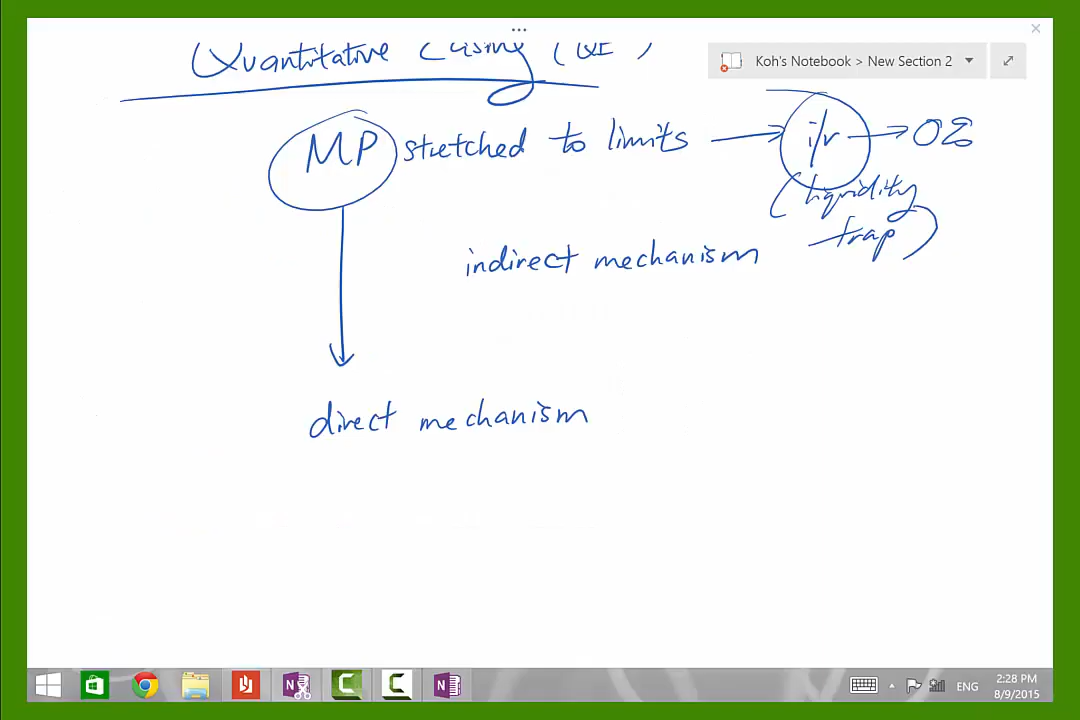 Quantitative Easing (QE)
Koh's Notebook > New Section 2
MP stretched to limits → i/r → 0%
(liquidity
trap)
indirect mechanism
direct mechanism
ENG
2:28 PM
8/9/2015